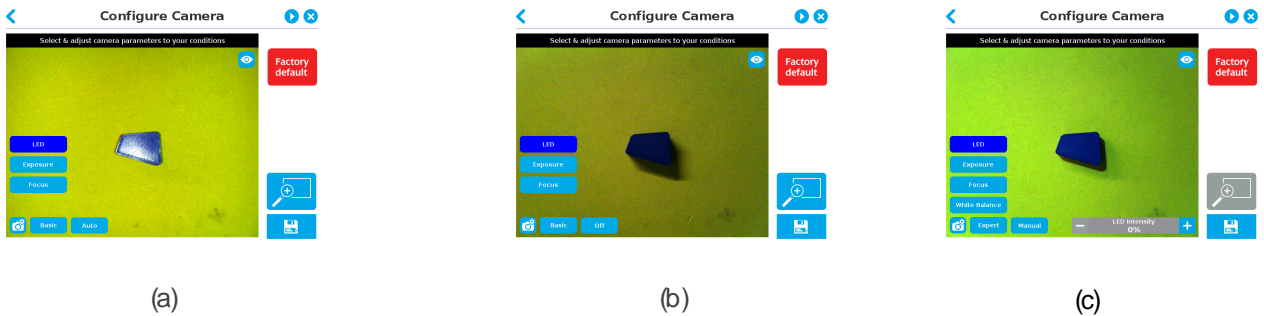 Configure Camera
Select & adjust camera parameters to your conditions
Factory
default
LED
Exposure
Focus
Basic
Auto
(a)
Configure Camera
Select & adjust camera parameters to your conditions
Factory
default
LED
Exposure
Focus
Basic
Off
(b)
Configure Camera
Select & adjust camera parameters to your conditions
Factory
default
LED
Exposure
Focus
White Balance
Expert
Manual
LED Intensity
0%
(c)